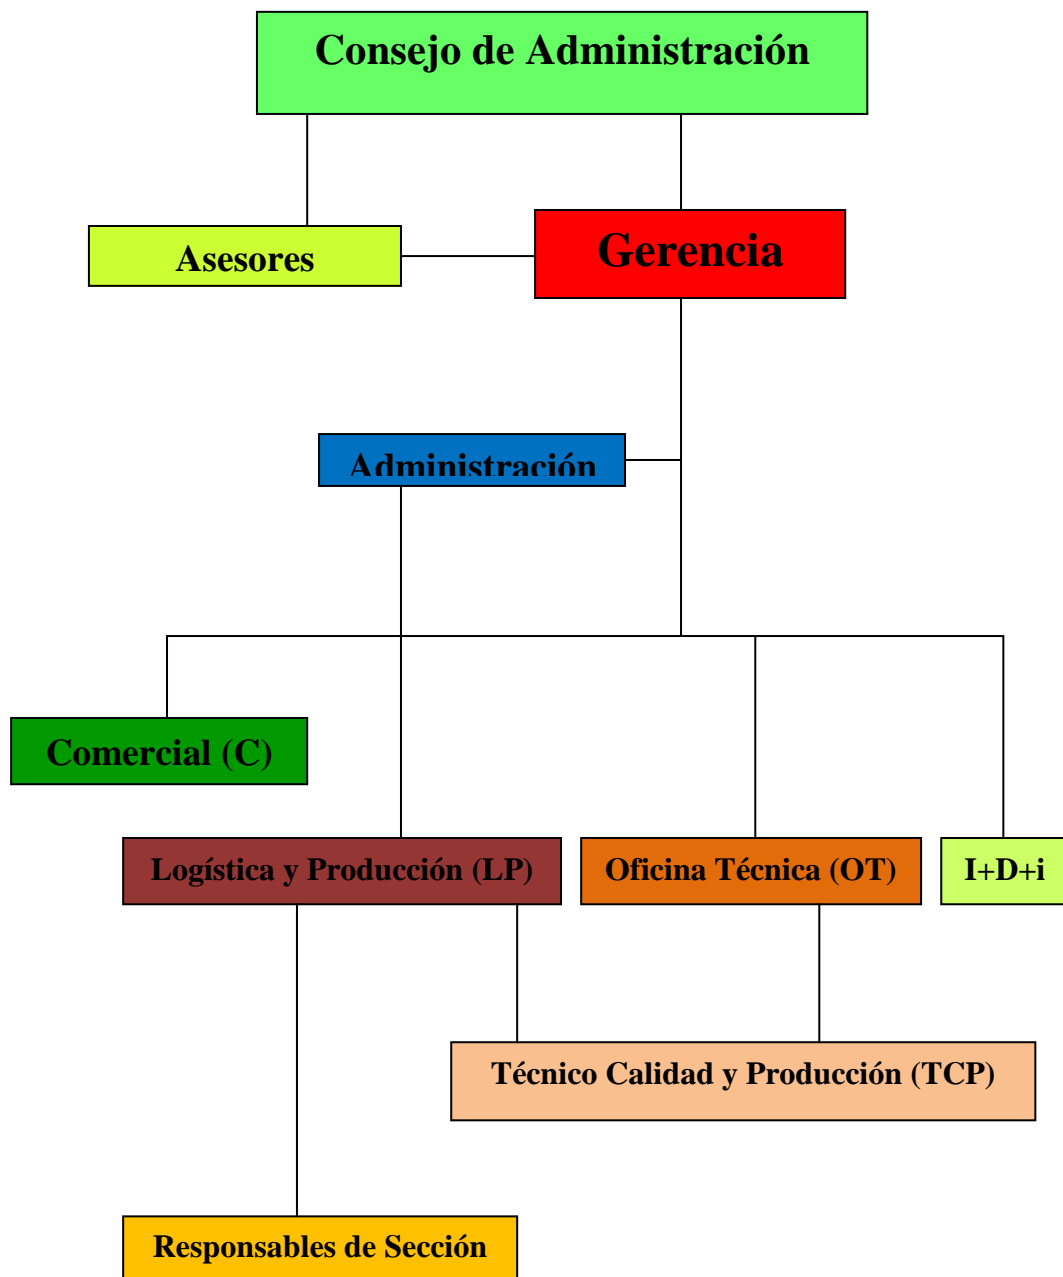 Consejo de Administración
Asesores
Gerencia
Administración
Comercial (C)
Logística y Producción (LP)
Oficina Técnica (OT)
I+D+i
Técnico Calidad y Producción (TCP)
Responsables de Sección